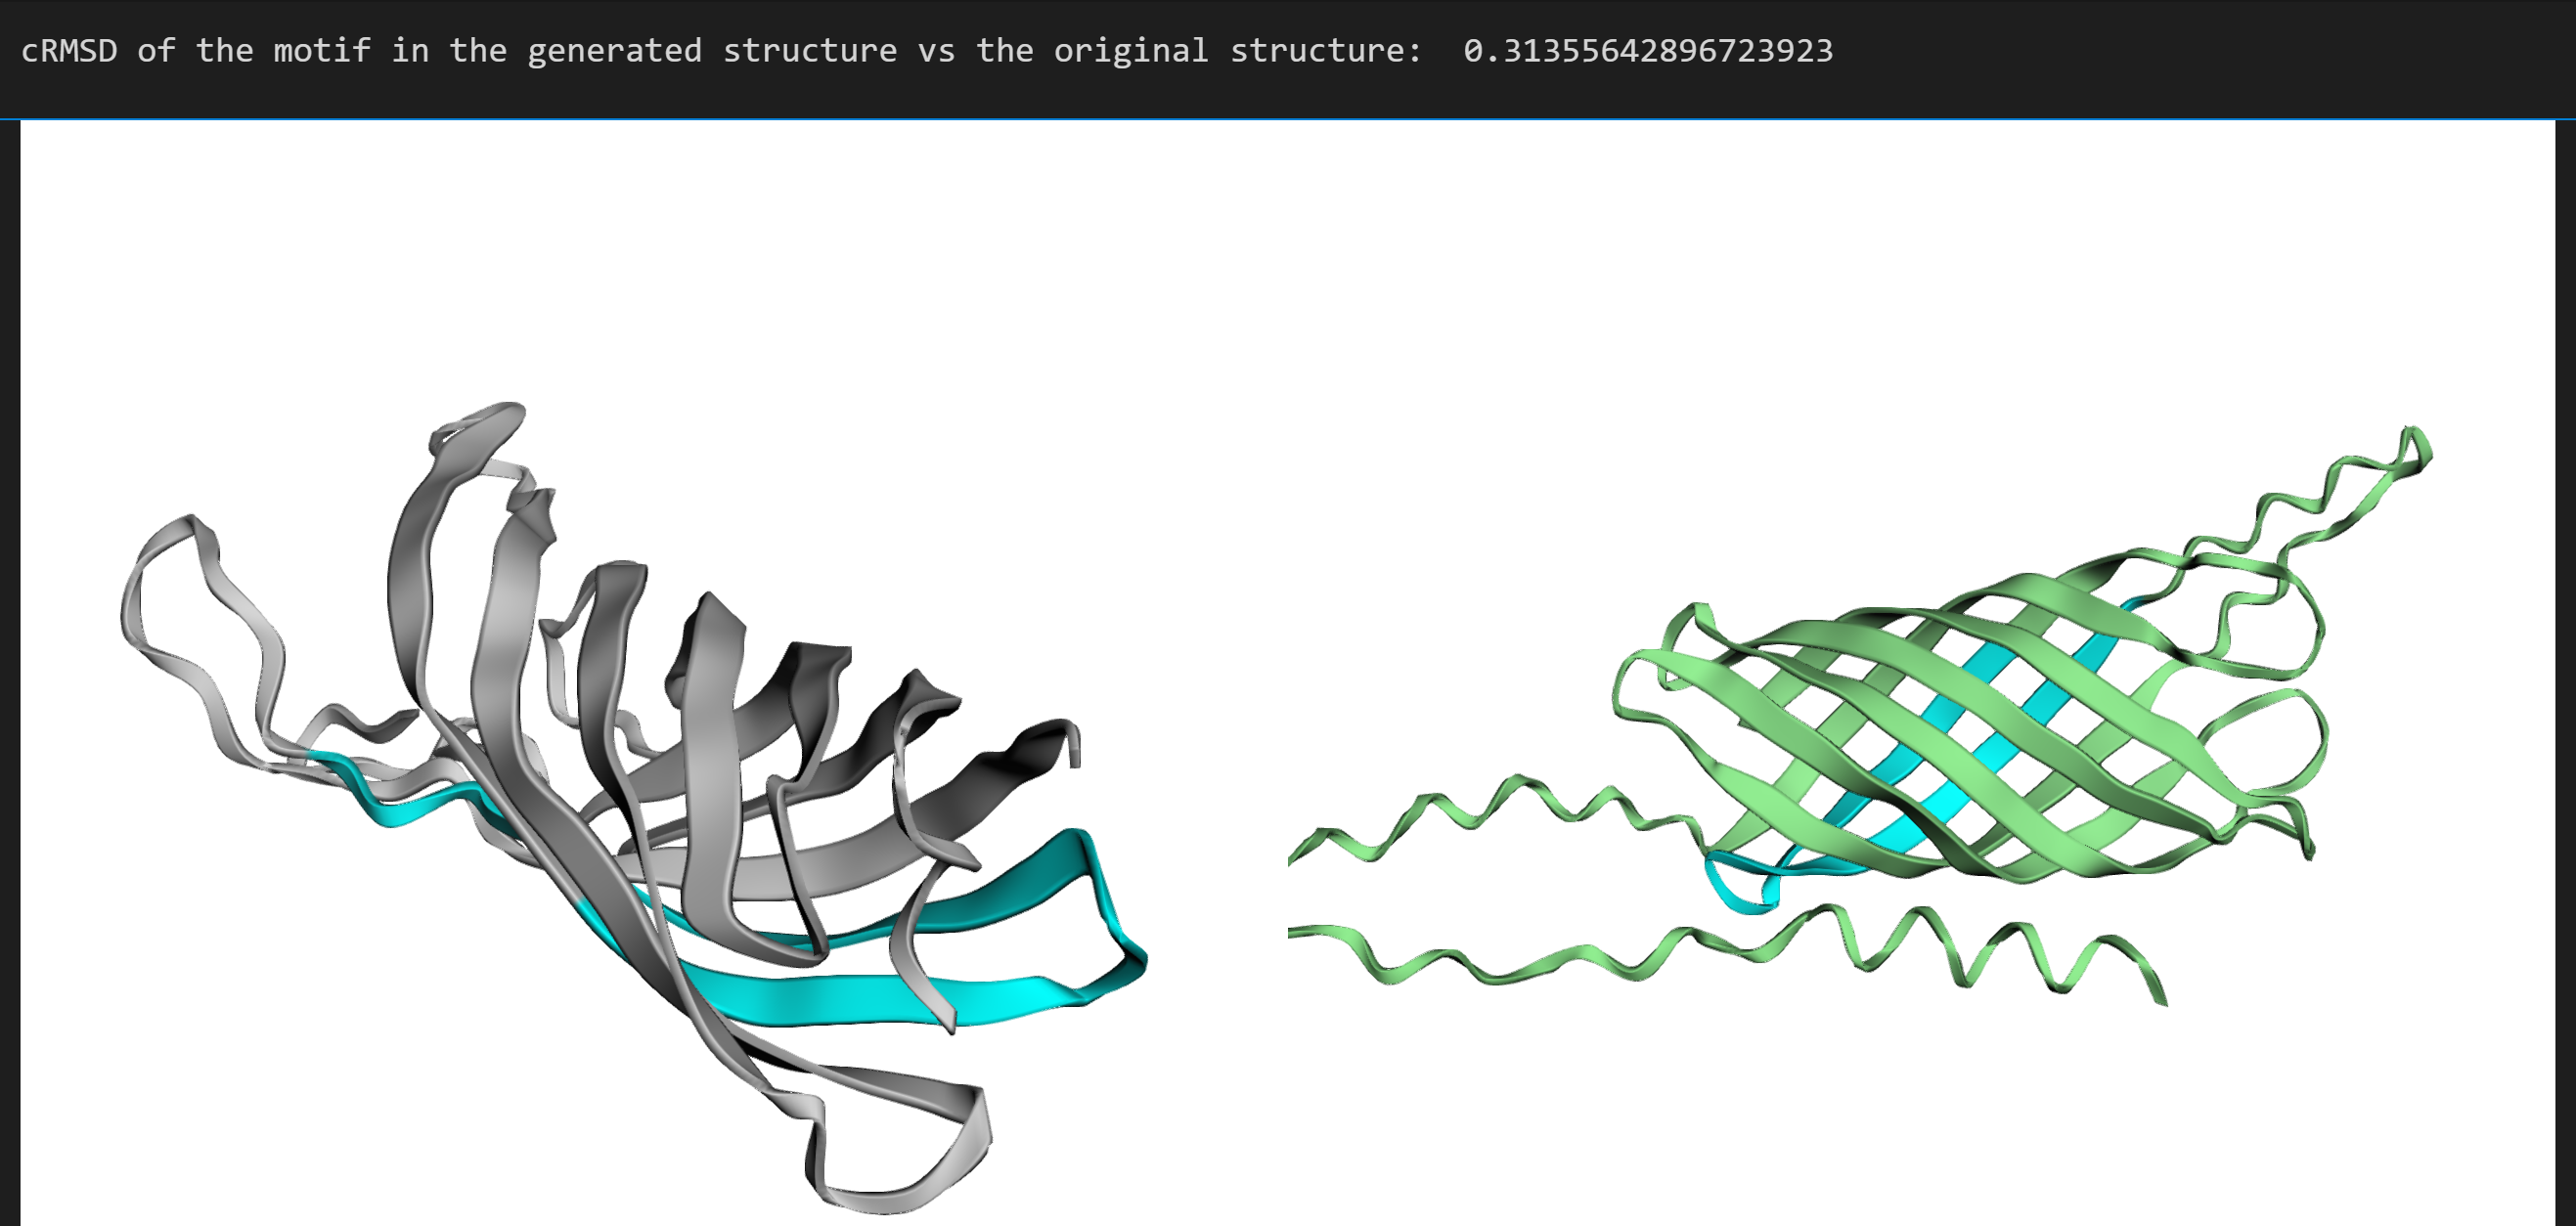 cRMSD of the motif in the generated structure vs the original structure:  0.31355642896723923